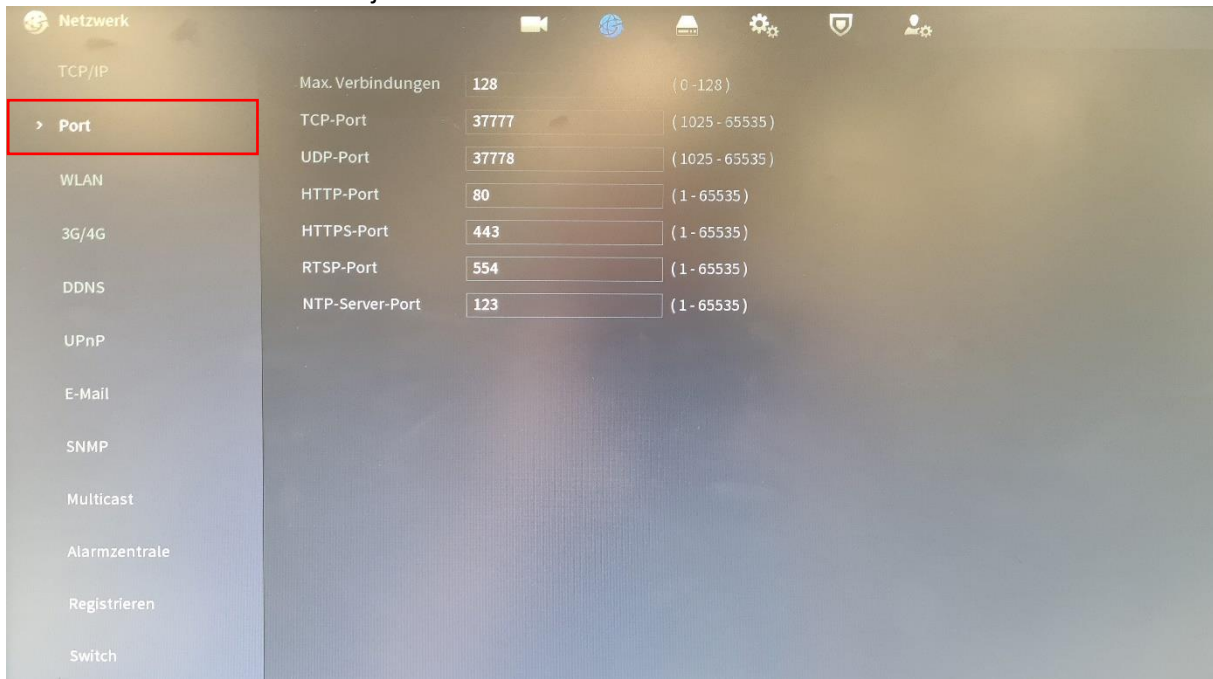 Netzwerk
TCP/IP
Port
WLAN
3G/4G
DDNS
UPnP
E-Mail
SNMP
Multicast
Alarmzentrale
Registrieren
Switch
Max. Verbindungen 128 (0-128)
TCP-Port 37777 (1025 - 65535)
UDP-Port 37778 (1025 - 65535)
HTTP-Port 80 (1 - 65535)
HTTPS-Port 443 (1 - 65535)
RTSP-Port 554 (1 - 65535)
NTP-Server-Port 123 (1 - 65535)